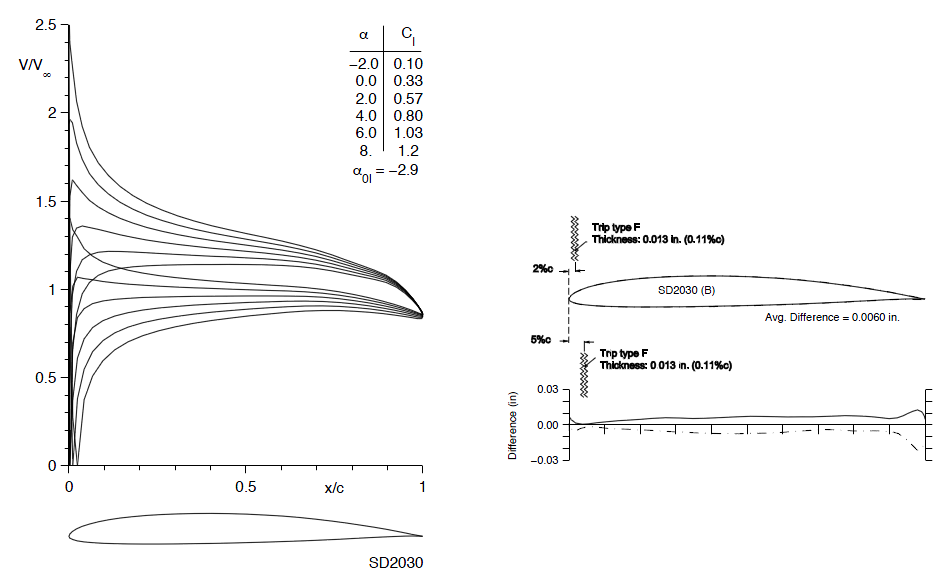 2.5
V/V∞
2
1.5
1
0.5
0
0
0.5
x/c
1
α Cl
−2.0 0.10
0.0 0.33
2.0 0.57
4.0 0.80
6.0 1.03
8. 1.2
α0l = −2.9
SD2030
Trip type F
Thickness: 0.013 in. (0.11%c)
2%c
SD2030 (B)
Avg. Difference = 0.0060 in.
5%c
Trip type F
Thickness: 0 013 in. (0.11%c)
Difference (in)
0.03
0.00
−0.03